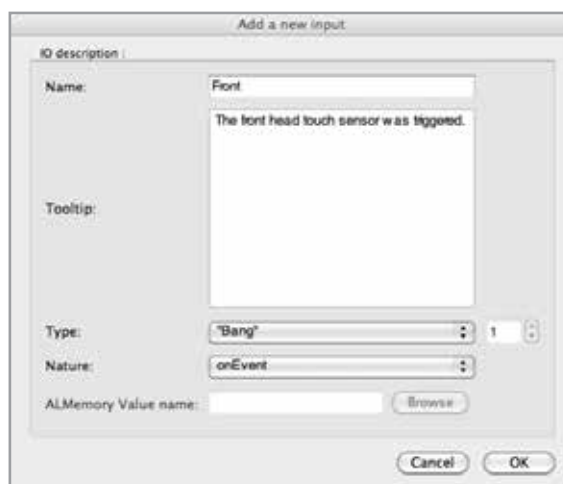 Add a new input
IO description :
Name: Front
The front head touch sensor was triggered.
Tooltip:
Type: "Bang" 1
Nature: onEvent
ALMemory Value name: Browse
Cancel OK